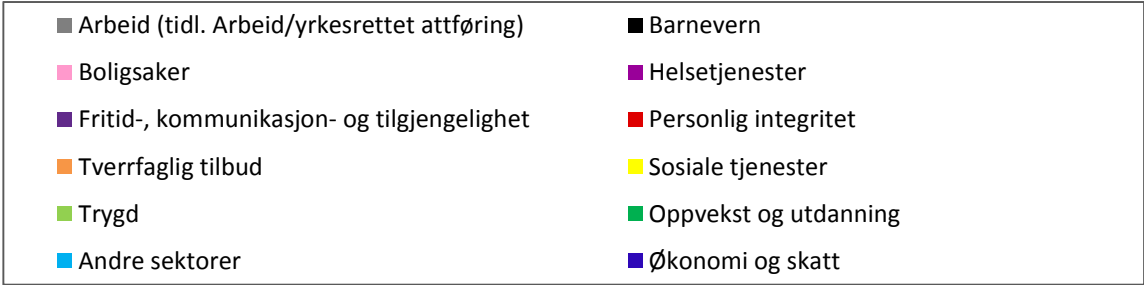 Arbeid (tidl. Arbeid/yrkesrettet attføring)
Barnevern
Boligsaker
Helsetjenester
Fritid-, kommunikasjon- og tilgjengelighet
Personlig integritet
Tverrfaglig tilbud
Sosiale tjenester
Trygd
Oppvekst og utdanning
Andre sektorer
Økonomi og skatt